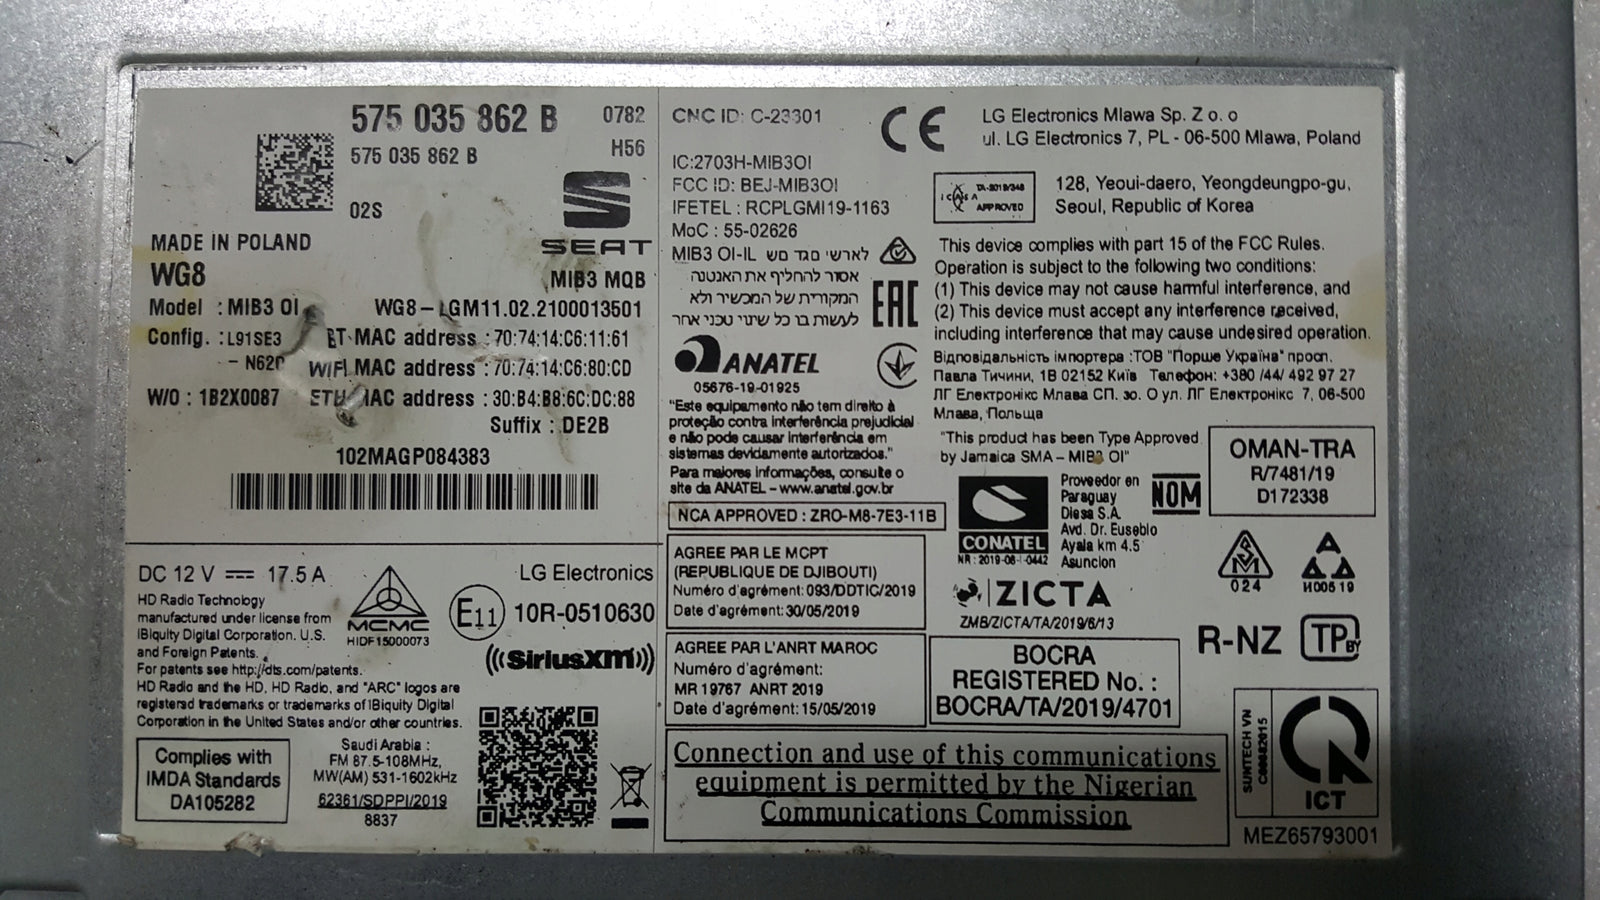 575 035 862 B
0782
575 035 862 B
H56
02S
SEAT
MADE IN POLAND
WG8
MIB3 MQB
Model : MIB3 OI
WG8-LGM11.02.2100013501
Config. : L91SE3
BT-MAC address : 70:74:14:C6:11:61
WIFI MAC address : 70:74:14:C6:80:CD
W/O : 1B2X0087
ETH MAC address : 30:B4:B8:6C:DC:88
Suffix : DE2B
102MAGP084383
DC 12 V 17.5 A
HD Radio Technology
manufactured under license from
iBiquity Digital Corporation. U.S.
and Foreign Patents.
For patents see http://dts.com/patents.
HD Radio and the HD, HD Radio, and "ARC" logos are
registersd trademarks or trademarks of iBiquity Digital
Corporation in the United States and/or other countries.
MCMC
HIDF15000073
LG Electronics
E11 10R-0510630
SiriusXM
Complies with
IMDA Standards
DA105282
Saudi Arabia :
FM 87.5-108MHz,
MW(AM) 531-1602kHz
62361/SDPPI/2019
8837
CNC ID: C-23301
CE
IC:2703H-MIB3OI
FCC ID: BEJ-MIB3OI
IFETEL : RCPLGMI19-1163
MoC : 55-02626
MIB3 OI-IL לארשי םגד םש
אסור להחליף את האנטנה
המקורית של המכשיר ולא
לעשות בו כל שינוי טכני אחר
EAC
ANATEL
05676-19-01925
"Este equipamento não tem direito à
proteção contra interferência prejudicial
e não pode causar interferência em
sistemas devidamente autorizados."
Para maiores informações, consulte o
site da ANATEL - www.anatel.gov.br
NCA APPROVED : ZRO-M8-7E3-11B
AGREE PAR LE MCPT
(REPUBLIQUE DE DJIBOUTI)
Numéro d'agrément: 093/DDTIC/2019
Date d'agrément: 30/05/2019
AGREE PAR L'ANRT MAROC
Numéro d'agrément:
MR 19767 ANRT 2019
Date d'agrément: 15/05/2019
Connection and use of this communications
equipment is permitted by the Nigerian
Communications Commission
LG Electronics Mlawa Sp. Z o. o
ul. LG Electronics 7, PL - 06-500 Mlawa, Poland
ICASA
TA-2019/348
APPROVED
128, Yeoui-daero, Yeongdeungpo-gu,
Seoul, Republic of Korea
This device complies with part 15 of the FCC Rules.
Operation is subject to the following two conditions:
(1) This device may not cause harmful interference, and
(2) This device must accept any interference received,
including interference that may cause undesired operation.
Відповідальність імпортера :ТОВ "Порше Україна" просп.
Павла Тичини, 1В 02152 Київ Телефон: +380 /44/ 492 97 27
ЛГ Електронікс Млава СП. зо. О ул. ЛГ Електронікс 7, 06-500
Млава, Польща
"This product has been Type Approved
by Jamaica SMA - MIB3 OI"
OMAN-TRA
R/7481/19
D172338
CONATEL
NR : 2019-06-I-0442
Proveedor en
Paraguay
Diesa S.A.
Avd. Dr. Eusebio
Ayala km 4.5
Asuncion
NOM
024
H005 19
ZICTA
ZMB/ZICTA/TA/2019/6/13
R-NZ
TP BY
BOCRA
REGISTERED No. :
BOCRA/TA/2019/4701
SUNTECH VN
C00682015
ICT
MEZ65793001